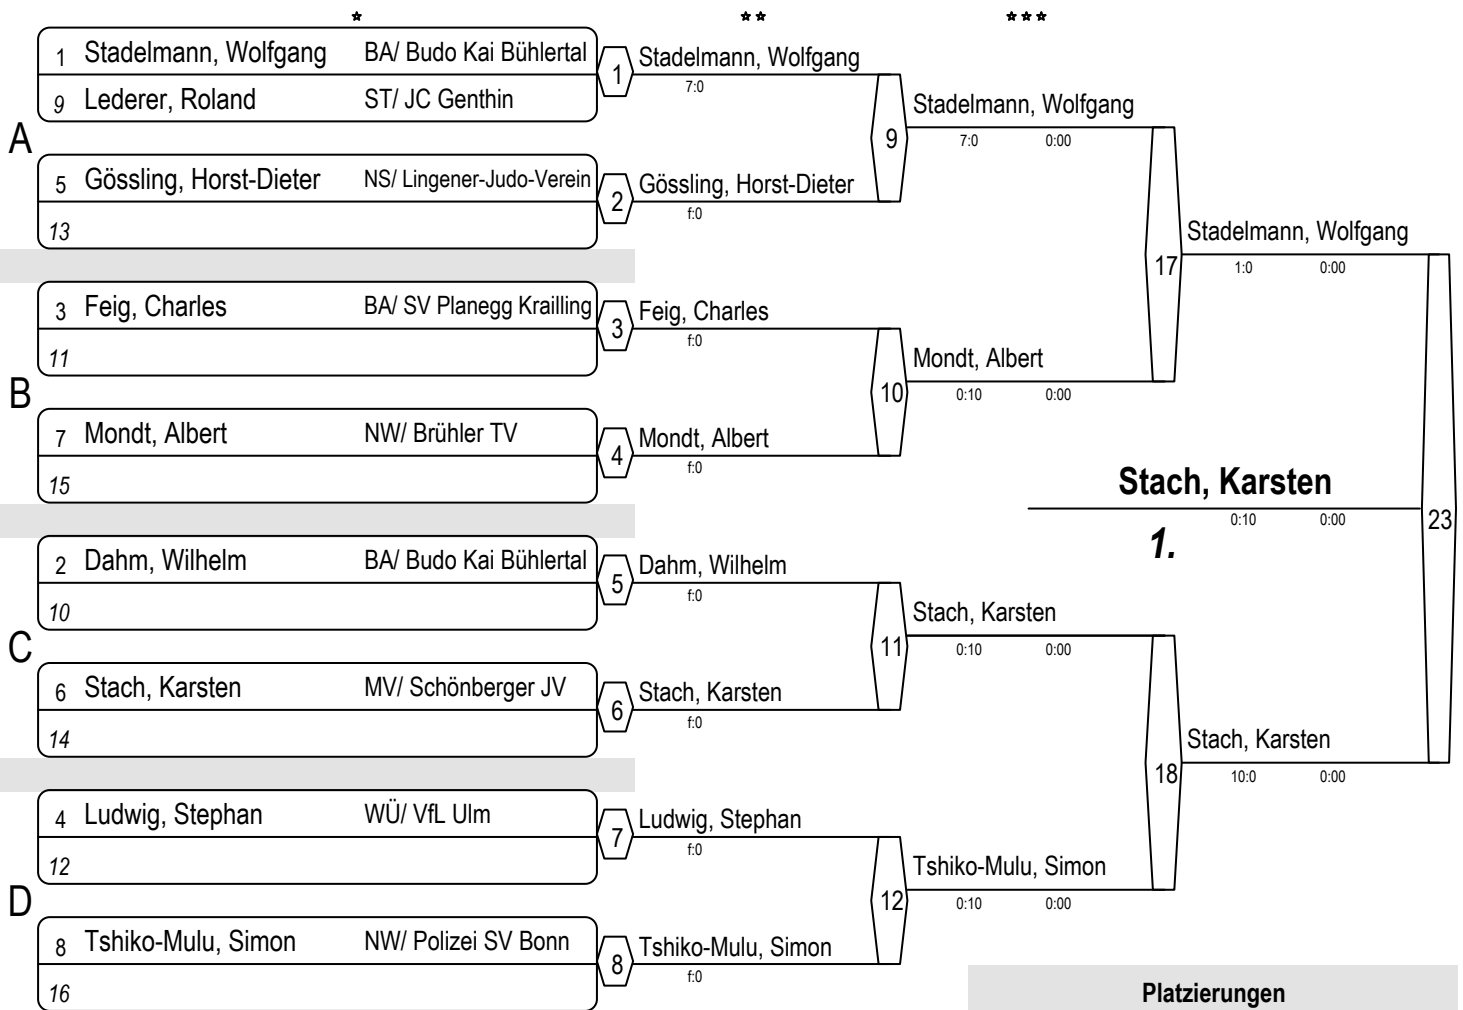 * ** ***
1 Stadelmann, Wolfgang BA/ Budo Kai Bühlertal
9 Lederer, Roland ST/ JC Genthin
1 Stadelmann, Wolfgang
7:0
A
5 Gössling, Horst-Dieter NS/ Lingener-Judo-Verein
13
2 Gössling, Horst-Dieter
f:0
9 Stadelmann, Wolfgang
7:0 0:00
3 Feig, Charles BA/ SV Planegg Krailling
11
3 Feig, Charles
f:0
B
7 Mondt, Albert NW/ Brühler TV
15
4 Mondt, Albert
f:0
10 Mondt, Albert
0:10 0:00
17 Stadelmann, Wolfgang
1:0 0:00
2 Dahm, Wilhelm BA/ Budo Kai Bühlertal
10
5 Dahm, Wilhelm
f:0
C
6 Stach, Karsten MV/ Schönberger JV
14
6 Stach, Karsten
f:0
11 Stach, Karsten
0:10 0:00
4 Ludwig, Stephan WÜ/ VfL Ulm
12
7 Ludwig, Stephan
f:0
D
8 Tshiko-Mulu, Simon NW/ Polizei SV Bonn
16
8 Tshiko-Mulu, Simon
f:0
12 Tshiko-Mulu, Simon
0:10 0:00
18 Stach, Karsten
10:0 0:00
Stach, Karsten
0:10 0:00
23
1.
Platzierungen